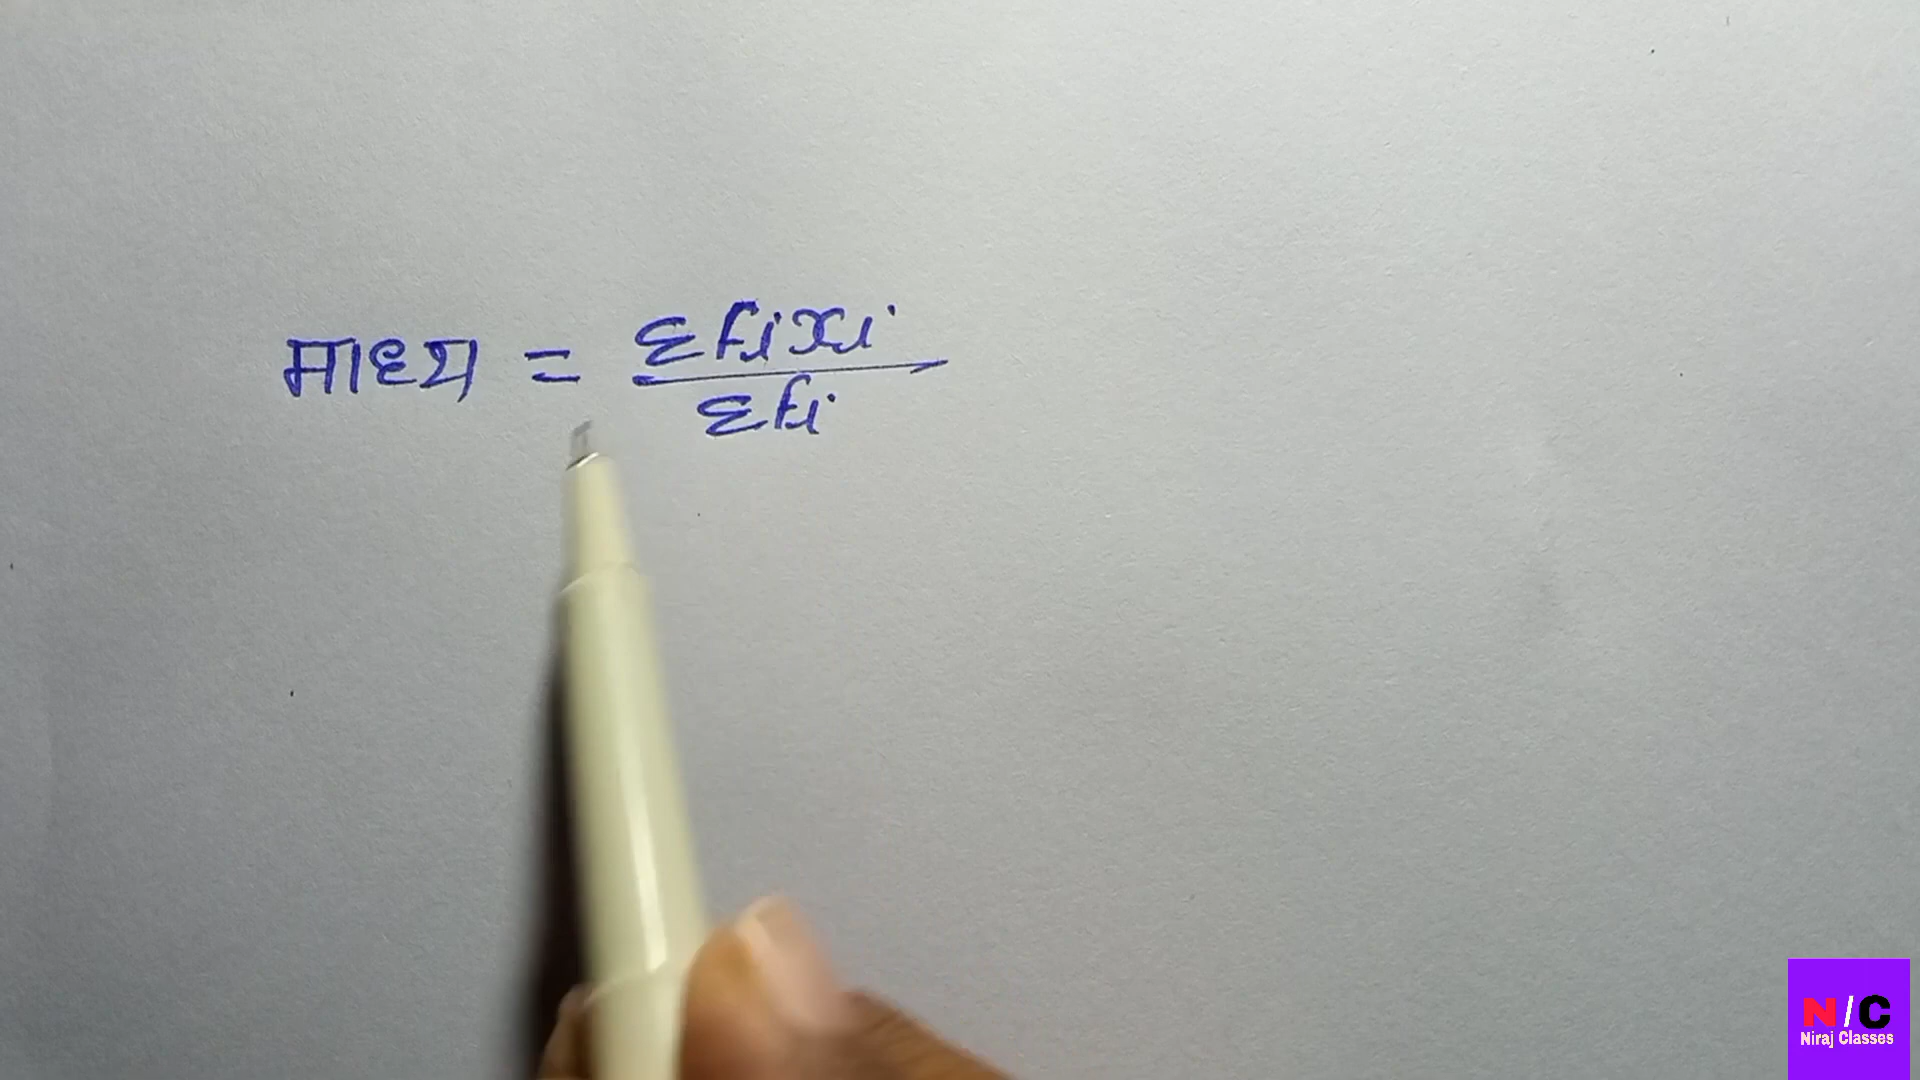 माध्य = Σfixi
Σfi
N/C
Niraj Classes